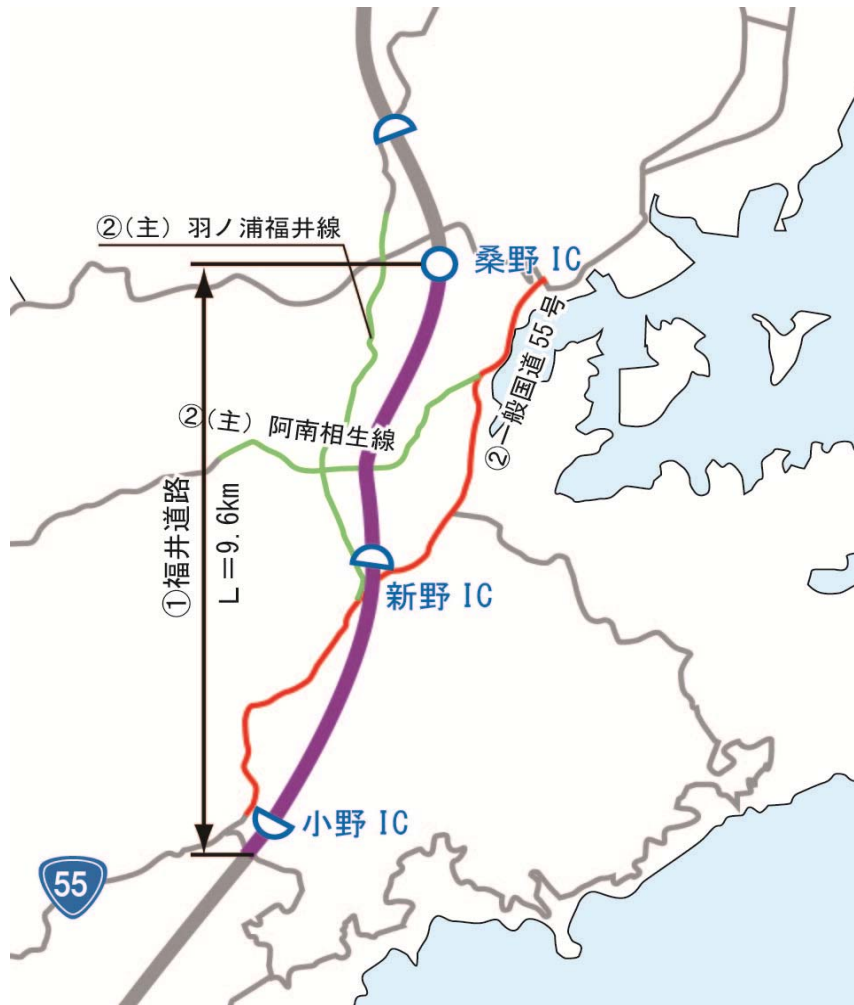 ②(主) 羽ノ浦福井線
桑野 IC
②一般国道 55 号
②(主) 阿南相生線
①福井道路
L=9.6km
新野 IC
小野 IC
55